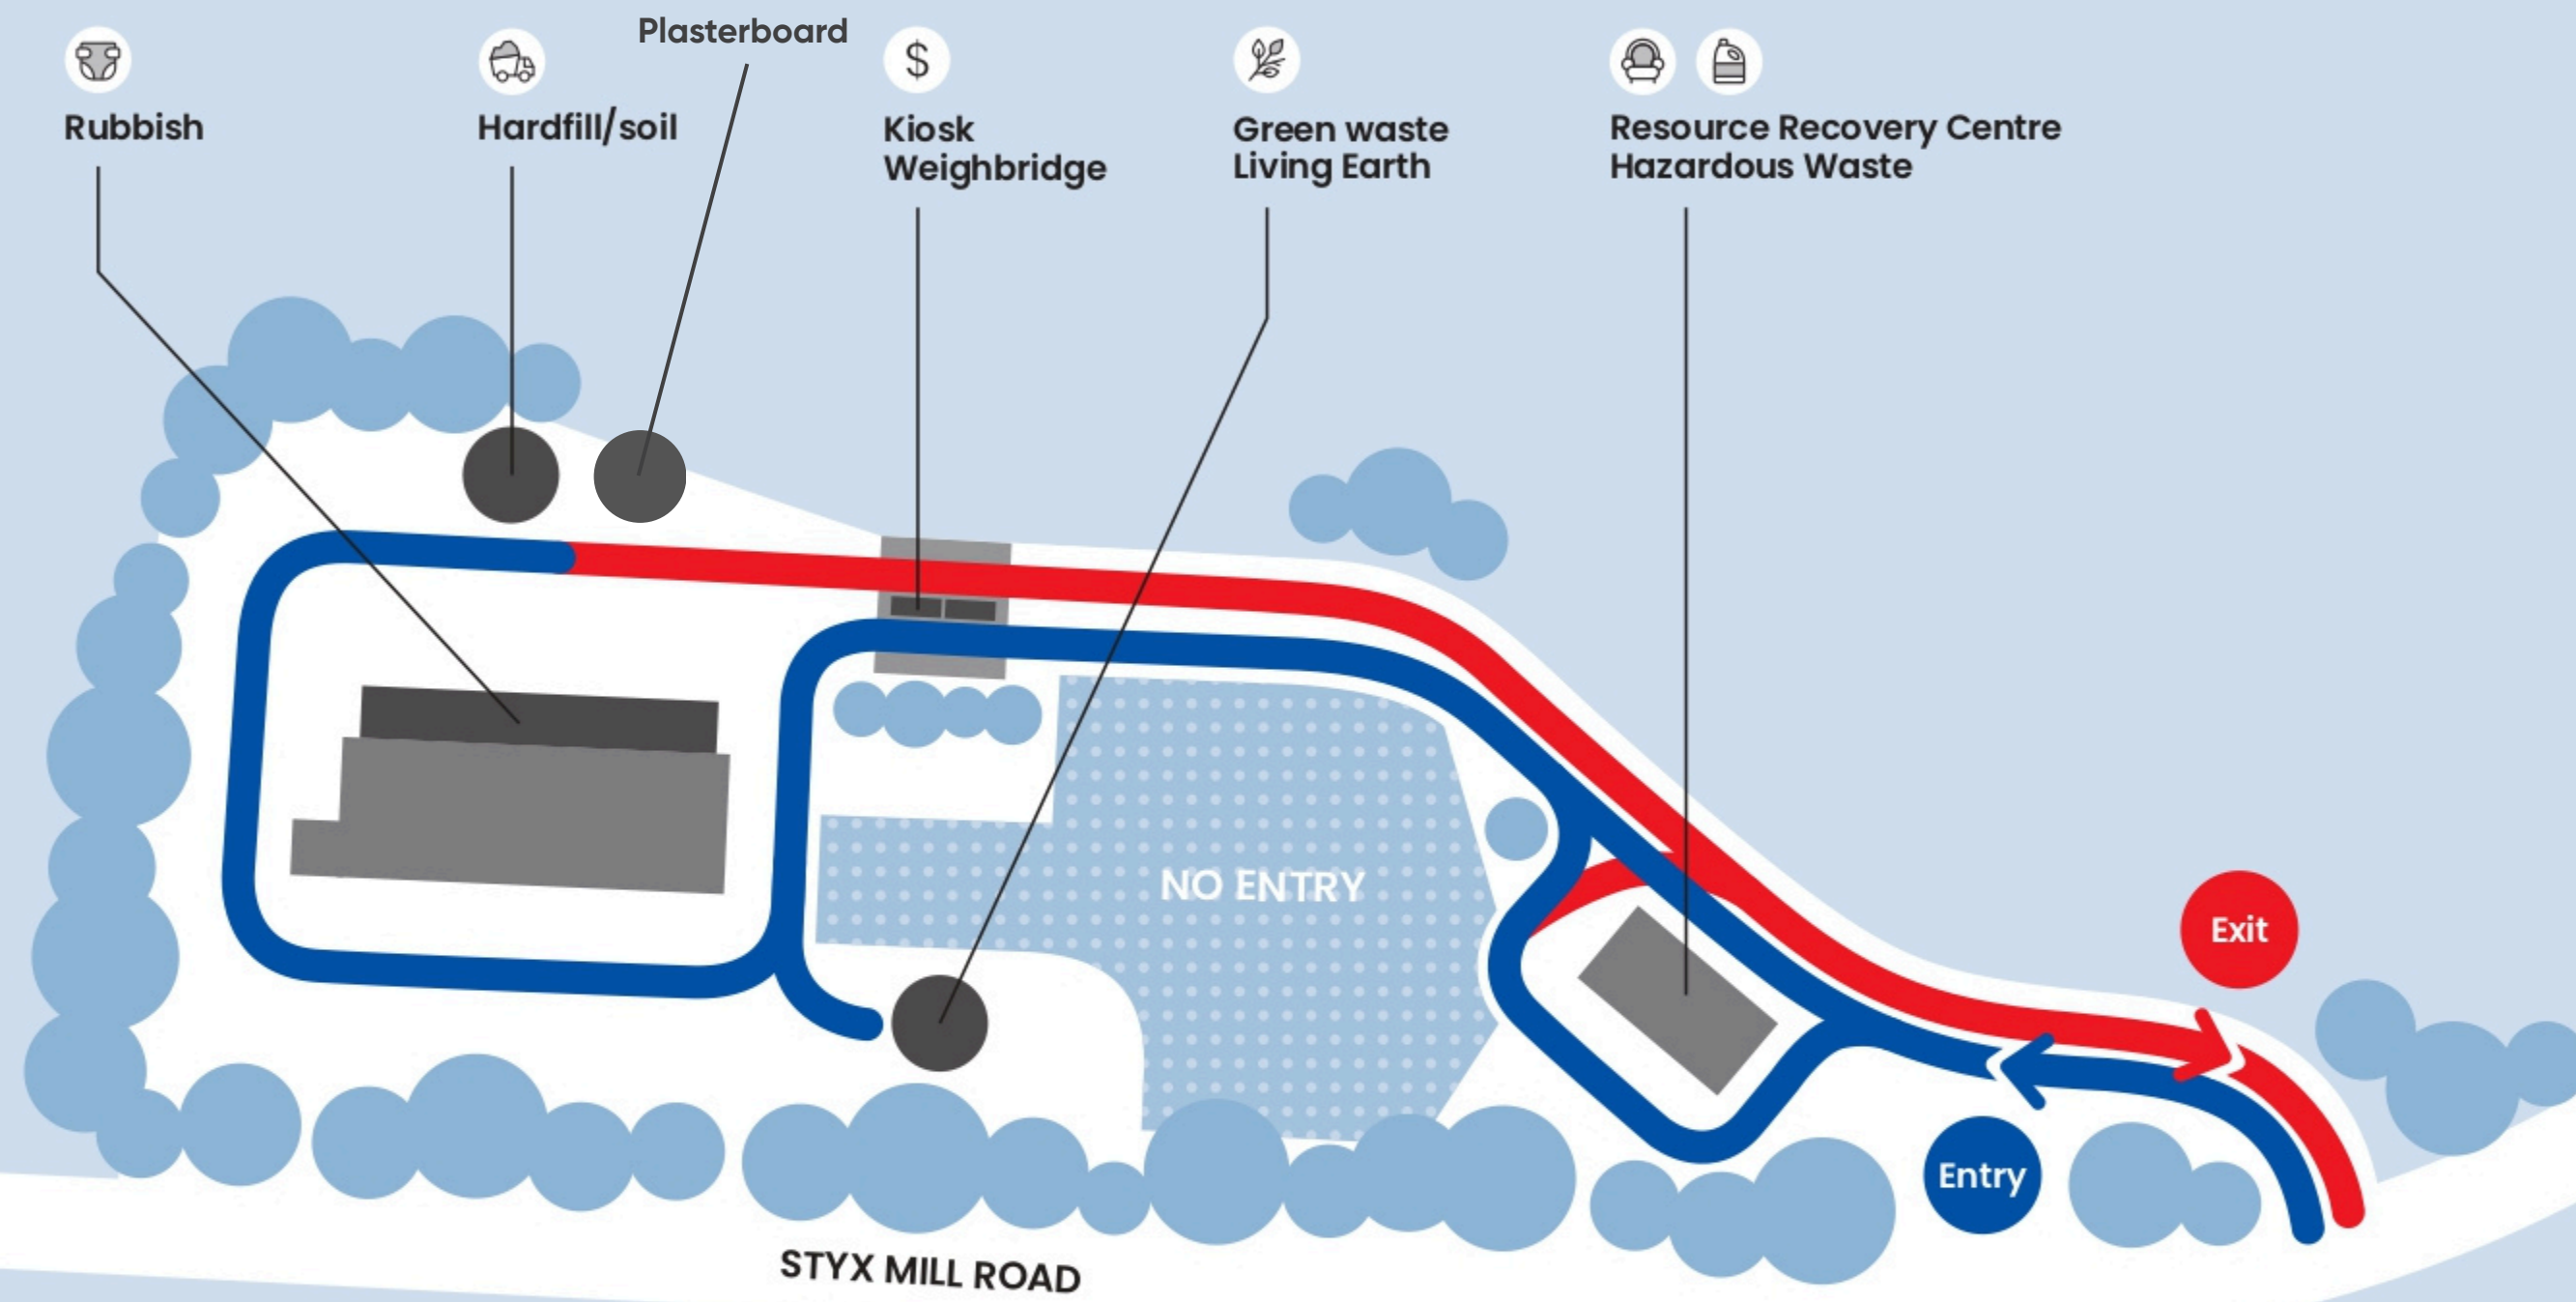 Plasterboard
Rubbish
Hardfill/soil
$
Kiosk
Weighbridge
Green waste
Living Earth
Resource Recovery Centre
Hazardous Waste
NO ENTRY
Exit
Entry
STYX MILL ROAD